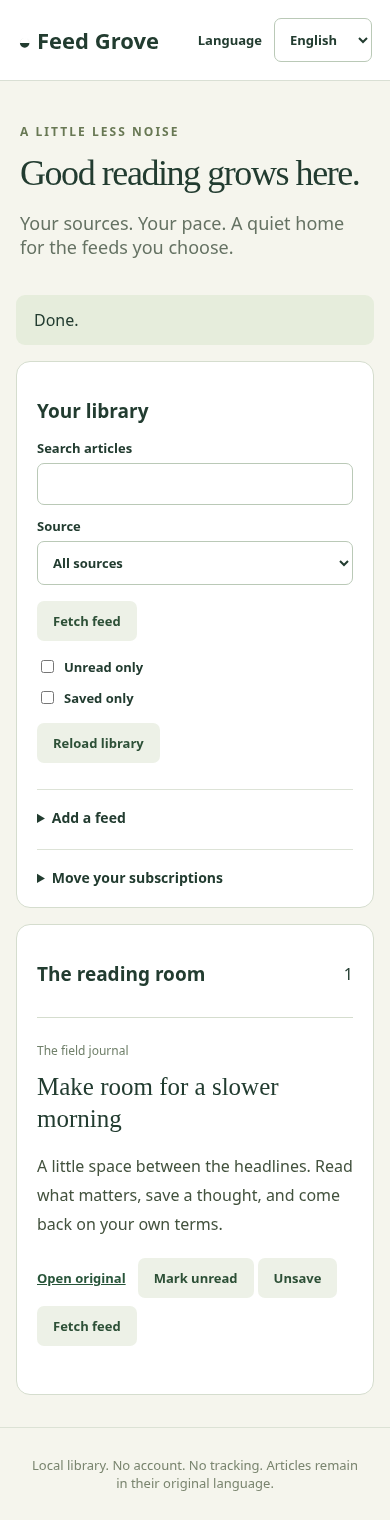 Feed Grove
Language
English
A LITTLE LESS NOISE
Good reading grows here.
Your sources. Your pace. A quiet home
for the feeds you choose.
Done.
Your library
Search articles
Source
All sources
Fetch feed
Unread only
Saved only
Reload library
Add a feed
Move your subscriptions
The reading room
1
The field journal
Make room for a slower
morning
A little space between the headlines. Read
what matters, save a thought, and come
back on your own terms.
Open original
Mark unread
Unsave
Fetch feed
Local library. No account. No tracking. Articles remain
in their original language.